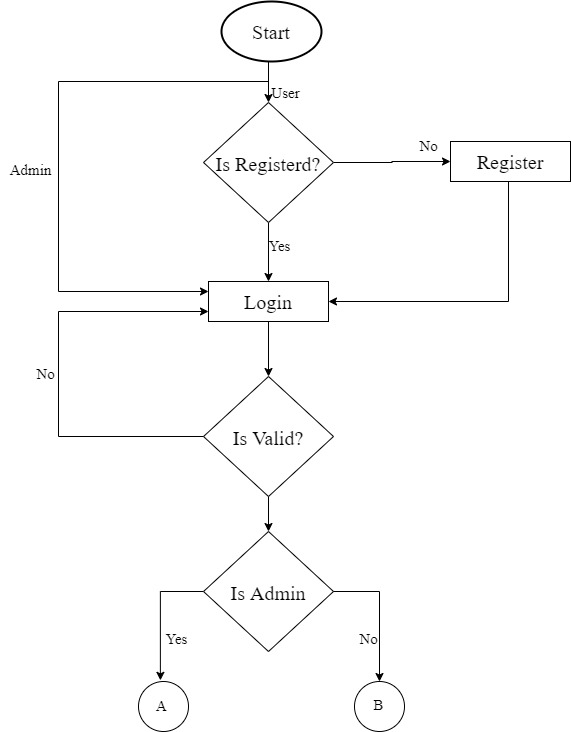 Start
User
Is Registerd?
No
Register
Admin
Yes
Login
No
Is Valid?
Is Admin
Yes
No
A
B